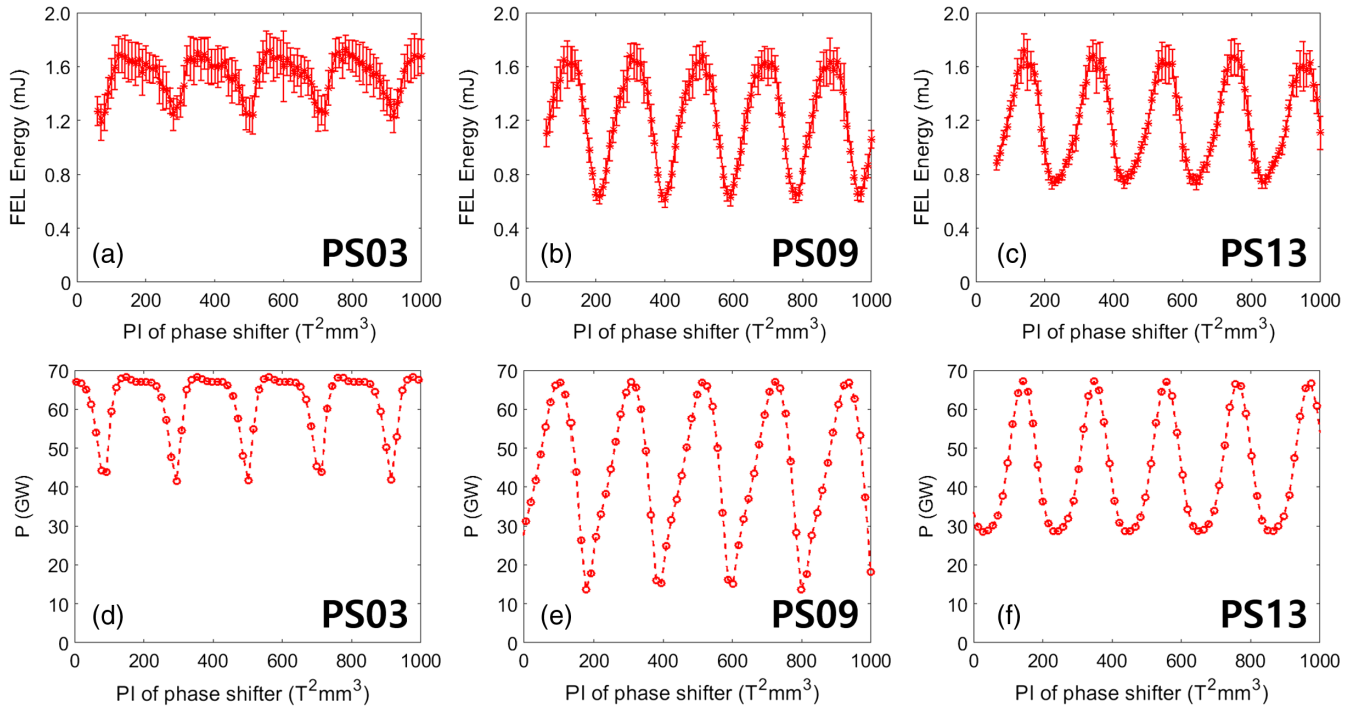 2.0
1.6
1.2
0.8
0.4
0
FEL Energy (mJ)
(a)
PS03
0 200 400 600 800 1000
PI of phase shifter (T²mm³)
2.0
1.6
1.2
0.8
0.4
0
FEL Energy (mJ)
(b)
PS09
0 200 400 600 800 1000
PI of phase shifter (T²mm³)
2.0
1.6
1.2
0.8
0.4
0
FEL Energy (mJ)
(c)
PS13
0 200 400 600 800 1000
PI of phase shifter (T²mm³)
70
60
50
40
30
20
10
0
P (GW)
(d)
PS03
0 200 400 600 800 1000
PI of phase shifter (T²mm³)
70
60
50
40
30
20
10
0
P (GW)
(e)
PS09
0 200 400 600 800 1000
PI of phase shifter (T²mm³)
70
60
50
40
30
20
10
0
P (GW)
(f)
PS13
0 200 400 600 800 1000
PI of phase shifter (T²mm³)